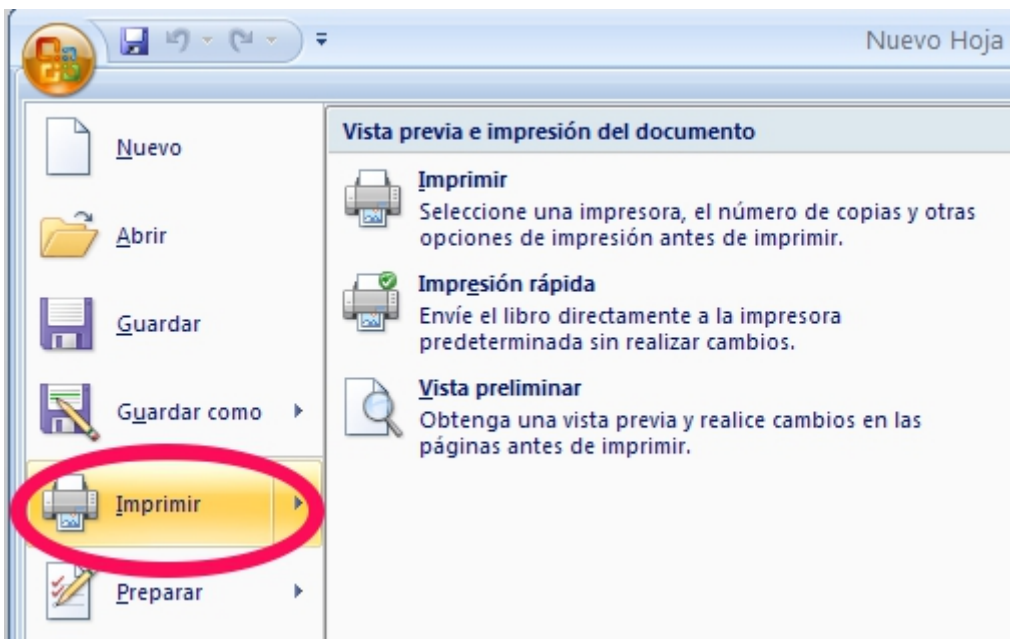 Nuevo Hoja
Nuevo
Abrir
Guardar
Guardar como
Imprimir
Preparar
Vista previa e impresión del documento
Imprimir
Seleccione una impresora, el número de copias y otras
opciones de impresión antes de imprimir.
Impresión rápida
Envíe el libro directamente a la impresora
predeterminada sin realizar cambios.
Vista preliminar
Obtenga una vista previa y realice cambios en las
páginas antes de imprimir.